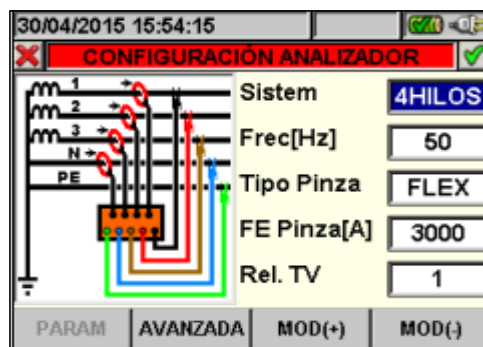 30/04/2015 15:54:15
CONFIGURACIÓN ANALIZADOR
1
2
3
N
PE
Sistem 4HILOS
Frec[Hz] 50
Tipo Pinza FLEX
FE Pinza[A] 3000
Rel. TV 1
PARAM AVANZADA MOD(+) MOD(-)